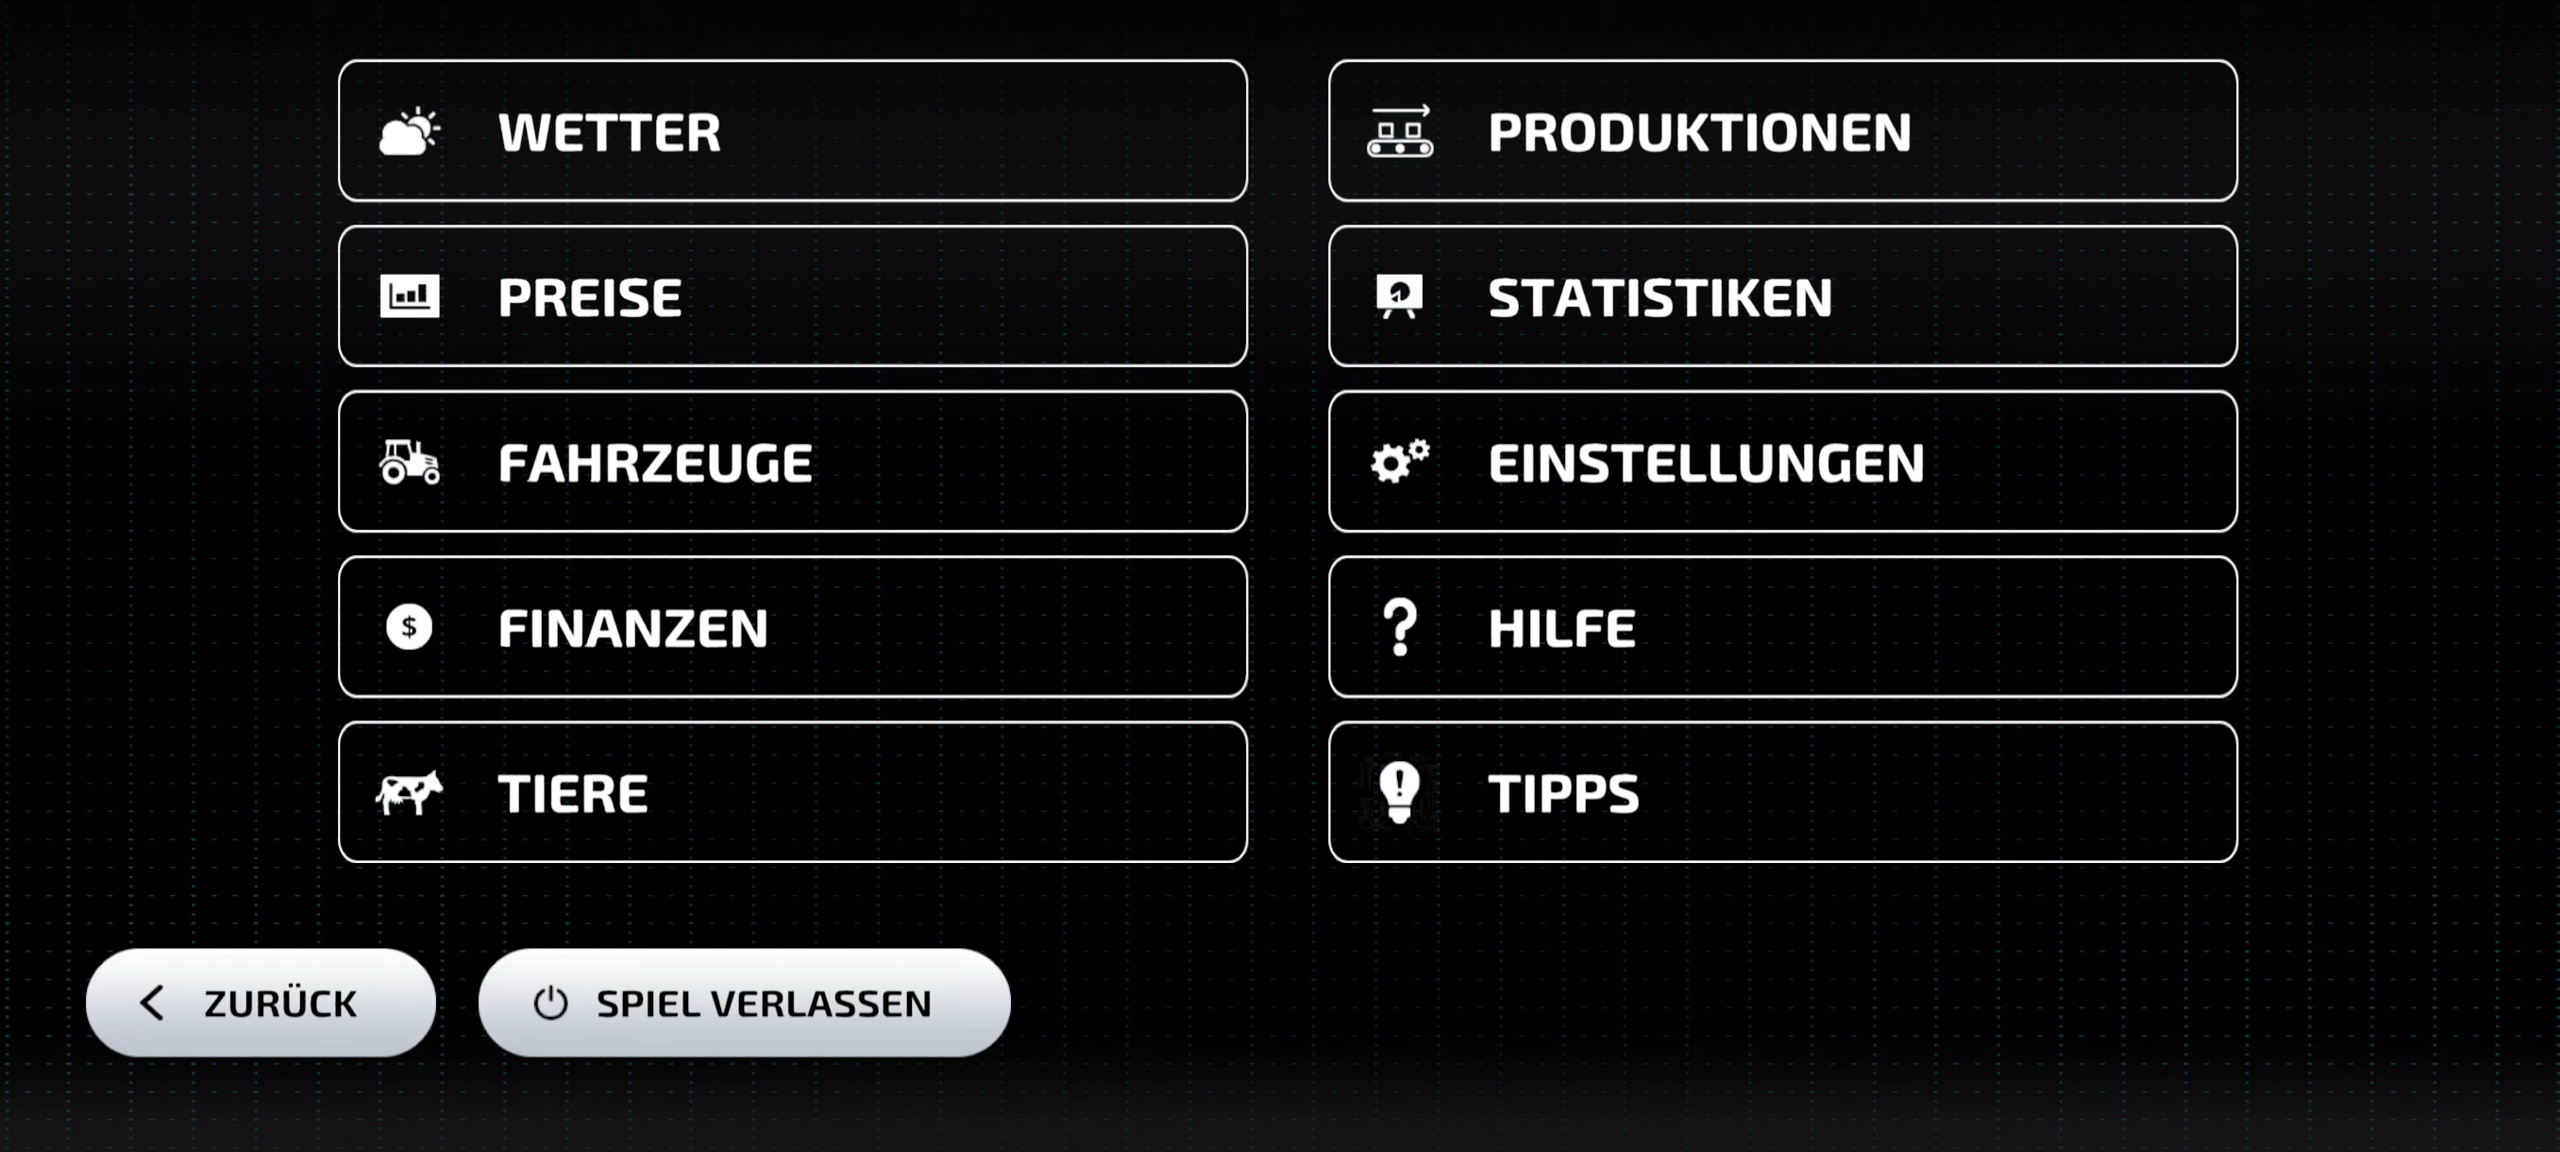 WETTER
PREISE
FAHRZEUGE
FINANZEN
TIERE
PRODUKTIONEN
STATISTIKEN
EINSTELLUNGEN
HILFE
TIPPS
ZURÜCK
SPIEL VERLASSEN